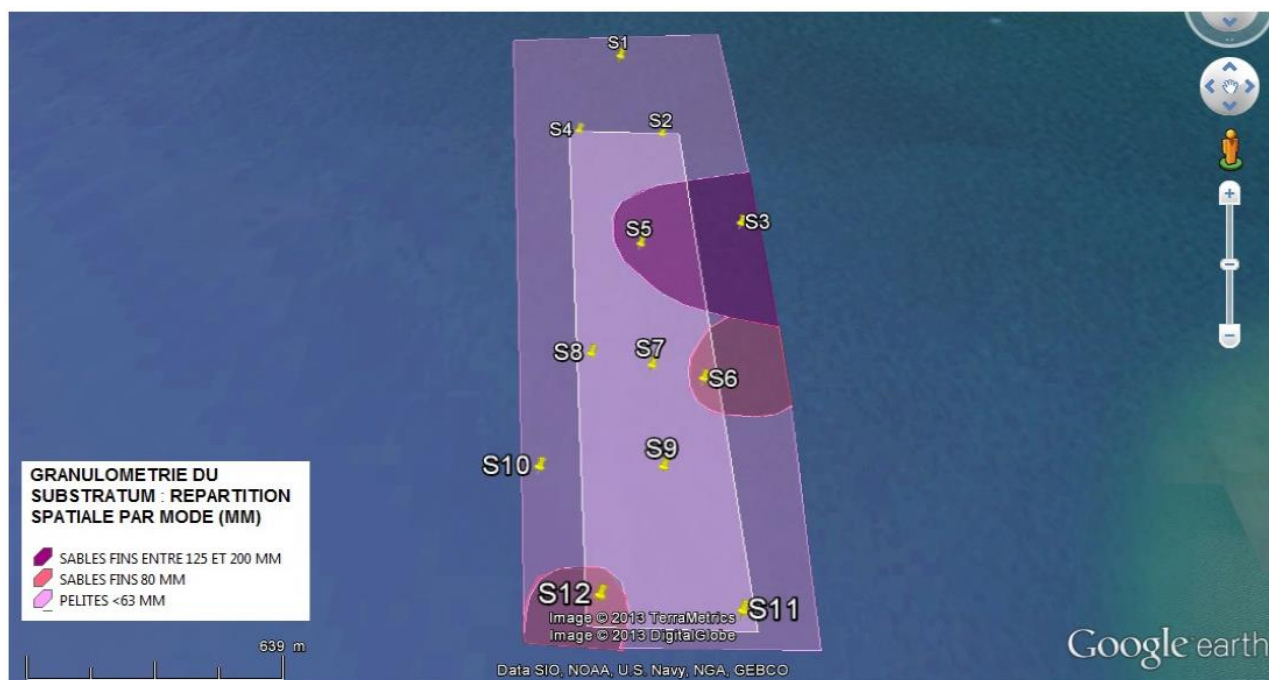 S1
S4
S2
S3
S5
S8
S7
S6
S10
S9
GRANULOMETRIE DU
SUBSTRATUM : REPARTITION
SPATIALE PAR MODE (MM)
SABLES FINS ENTRE 125 ET 200 MM
SABLES FINS 80 MM
PELITES <63 MM
S12
S11
Image © 2013 TerraMetrics
Image © 2013 DigitalGlobe
639 m
Data SIO, NOAA, U.S. Navy, NGA, GEBCO
Google earth